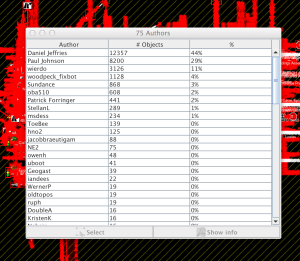 75 Authors
Author # Objects %
Daniel Jeffries 12357 44%
Paul Johnson 8200 29%
wierdo 3126 11%
woodpeck_fixbot 1128 4%
Sundance 868 3%
oba510 608 2%
Patrick Forringer 441 2%
StellanL 289 1%
msdess 234 1%
ToeBee 139 0%
hno2 125 0%
jacobbraeutigam 88 0%
NE2 75 0%
owenh 48 0%
uboot 41 0%
Geogast 39 0%
iandees 22 0%
WernerP 19 0%
oldtopos 19 0%
ruph 19 0%
DoubleA 16 0%
KristenK 16 0%
Select Show info